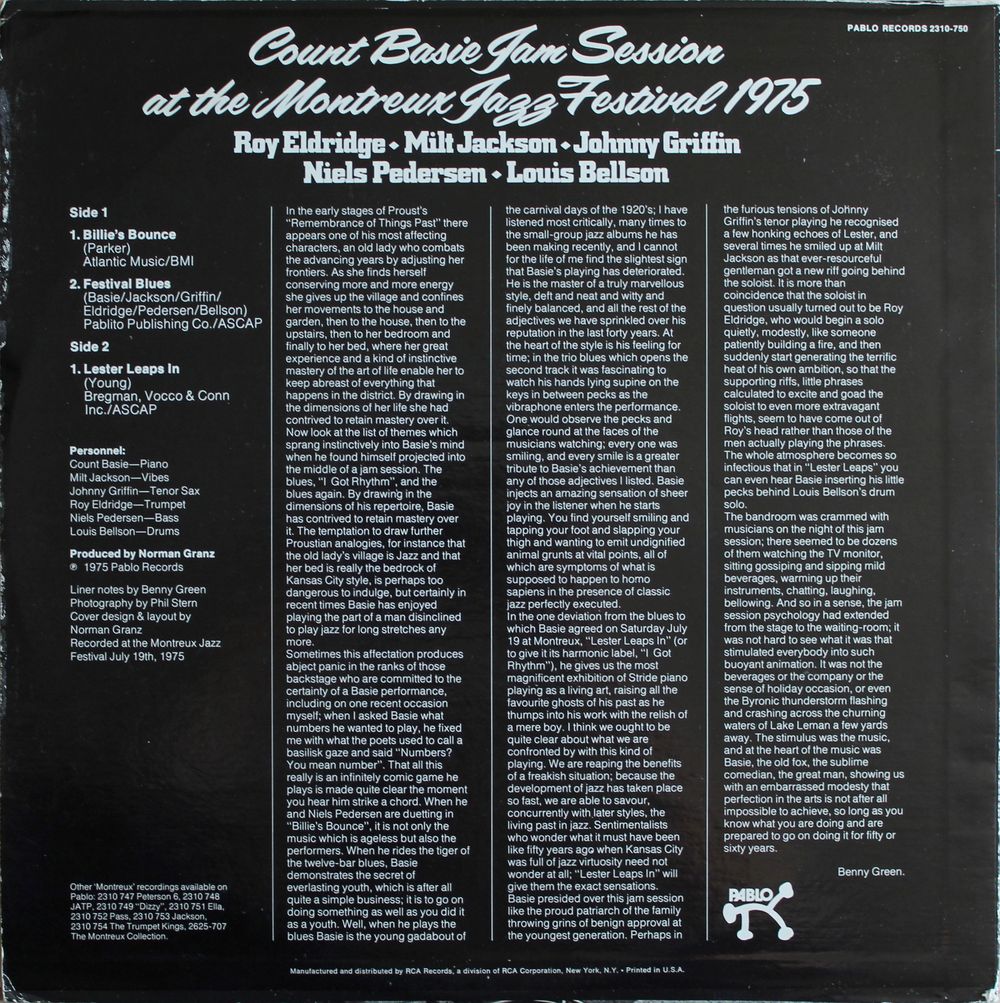 PABLO RECORDS 2310-750
Count Basie Jam Session
at the Montreux Jazz Festival 1975
Roy Eldridge • Milt Jackson • Johnny Griffin
Niels Pedersen • Louis Bellson
Side 1
1. Billie's Bounce
(Parker)
Atlantic Music/BMI
2. Festival Blues
(Basie/Jackson/Griffin/
Eldridge/Pedersen/Bellson)
Pablito Publishing Co./ASCAP
Side 2
1. Lester Leaps In
(Young)
Bregman, Vocco & Conn
Inc./ASCAP
Personnel:
Count Basie—Piano
Milt Jackson—Vibes
Johnny Griffin—Tenor Sax
Roy Eldridge—Trumpet
Niels Pedersen—Bass
Louis Bellson—Drums
Produced by Norman Granz
℗ 1975 Pablo Records
Liner notes by Benny Green
Photography by Phil Stern
Cover design & layout by
Norman Granz
Recorded at the Montreux Jazz
Festival July 19th, 1975
Other 'Montreux' recordings available on
Pablo: 2310 747 Peterson 6, 2310 748
JATP, 2310 749 "Dizzy", 2310 751 Ella,
2310 752 Pass, 2310 753 Jackson,
2310 754 The Trumpet Kings, 2625-707
The Montreux Collection.
In the early stages of Proust's
"Remembrance of Things Past" there
appears one of his most affecting
characters, an old lady who combats
the advancing years by adjusting her
frontiers. As she finds herself
conserving more and more energy
she gives up the village and confines
her movements to the house and
garden, then to the house, then to the
upstairs, then to her bedroom and
finally to her bed, where her great
experience and a kind of instinctive
mastery of the art of life enable her to
keep abreast of everything that
happens in the district. By drawing in
the dimensions of her life she had
contrived to retain mastery over it.
Now look at the list of themes which
sprang instinctively into Basie's mind
when he found himself projected into
the middle of a jam session. The
blues, "I Got Rhythm", and the
blues again. By drawing in the
dimensions of his repertoire, Basie
has contrived to retain mastery over
it. The temptation to draw further
Proustian analogies, for instance that
the old lady's village is Jazz and that
her bed is really the bedrock of
Kansas City style, is perhaps too
dangerous to indulge, but certainly in
recent times Basie has enjoyed
playing the part of a man disinclined
to play jazz for long stretches any
more.
Sometimes this affectation produces
abject panic in the ranks of those
backstage who are committed to the
certainty of a Basie performance,
including on one recent occasion
myself; when I asked Basie what
numbers he wanted to play, he fixed
me with what the poets used to call a
basilisk gaze and said "Numbers?
You mean number". That all this
really is an infinitely comic game he
plays is made quite clear the moment
you hear him strike a chord. When he
and Niels Pedersen are duetting in
"Billie's Bounce", it is not only the
music which is ageless but also the
performers. When he rides the tiger of
the twelve-bar blues, Basie
demonstrates the secret of
everlasting youth, which is after all
quite a simple business; it is to go on
doing something as well as you did it
as a youth. Well, when he plays the
blues Basie is the young gadabout of
the carnival days of the 1920's; I have
listened most critically, many times to
the small-group jazz albums he has
been making recently, and I cannot
for the life of me find the slightest sign
that Basie's playing has deteriorated.
He is the master of a truly marvellous
style, deft and neat and witty and
finely balanced, and all the rest of the
adjectives we have sprinkled over his
reputation in the last forty years. At
the heart of the style is his feeling for
time; in the trio blues which opens the
second track it was fascinating to
watch his hands lying supine on the
keys in between pecks as the
vibraphone enters the performance.
One would observe the pecks and
glance round at the faces of the
musicians watching; every one was
smiling, and every smile is a greater
tribute to Basie's achievement than
any of those adjectives I listed. Basie
injects an amazing sensation of sheer
joy in the listener when he starts
playing. You find yourself smiling and
tapping your foot and slapping your
thigh and wanting to emit undignified
animal grunts at vital points, all of
which are symptoms of what is
supposed to happen to homo
sapiens in the presence of classic
jazz perfectly executed.
In the one deviation from the blues to
which Basie agreed on Saturday July
19 at Montreux, "Lester Leaps In" (or
to give it its harmonic label, "I Got
Rhythm"), he gives us the most
magnificent exhibition of Stride piano
playing as a living art, raising all the
favourite ghosts of his past as he
thumps into his work with the relish of
a mere boy. I think we ought to be
quite clear about what we are
confronted by with this kind of
playing. We are reaping the benefits
of a freakish situation; because the
development of jazz has taken place
so fast, we are able to savour,
concurrently with later styles, the
living past in jazz. Sentimentalists
who wonder what it must have been
like fifty years ago when Kansas City
was full of jazz virtuosity need not
wonder at all; "Lester Leaps In" will
give them the exact sensations.
Basie presided over this jam session
like the proud patriarch of the family
throwing grins of benign approval at
the youngest generation. Perhaps in
the furious tensions of Johnny
Griffin's tenor playing he recognised
a few honking echoes of Lester, and
several times he smiled up at Milt
Jackson as that ever-resourceful
gentleman got a new riff going behind
the soloist. It is more than
coincidence that the soloist in
question usually turned out to be Roy
Eldridge, who would begin a solo
quietly, modestly, like someone
patiently building a fire, and then
suddenly start generating the terrific
heat of his own ambition, so that the
supporting riffs, little phrases
calculated to excite and goad the
soloist to even more extravagant
flights, seem to have come out of
Roy's head rather than those of the
men actually playing the phrases.
The whole atmosphere becomes so
infectious that in "Lester Leaps" you
can even hear Basie inserting his little
pecks behind Louis Bellson's drum
solo.
The bandroom was crammed with
musicians on the night of this jam
session; there seemed to be dozens
of them watching the TV monitor,
sitting gossiping and sipping mild
beverages, warming up their
instruments, chatting, laughing,
bellowing. And so in a sense, the jam
session psychology had extended
from the stage to the waiting-room; it
was not hard to see what it was that
stimulated everybody into such
buoyant animation. It was not the
beverages or the company or the
sense of holiday occasion, or even
the Byronic thunderstorm flashing
and crashing across the churning
waters of Lake Leman a few yards
away. The stimulus was the music,
and at the heart of the music was
Basie, the old fox, the sublime
comedian, the great man, showing us
with an embarrassed modesty that
perfection in the arts is not after all
impossible to achieve, so long as you
know what you are doing and are
prepared to go on doing it for fifty or
sixty years.
Benny Green.
PABLO
Manufactured and distributed by RCA Records, a division of RCA Corporation, New York, N.Y. • Printed in U.S.A.